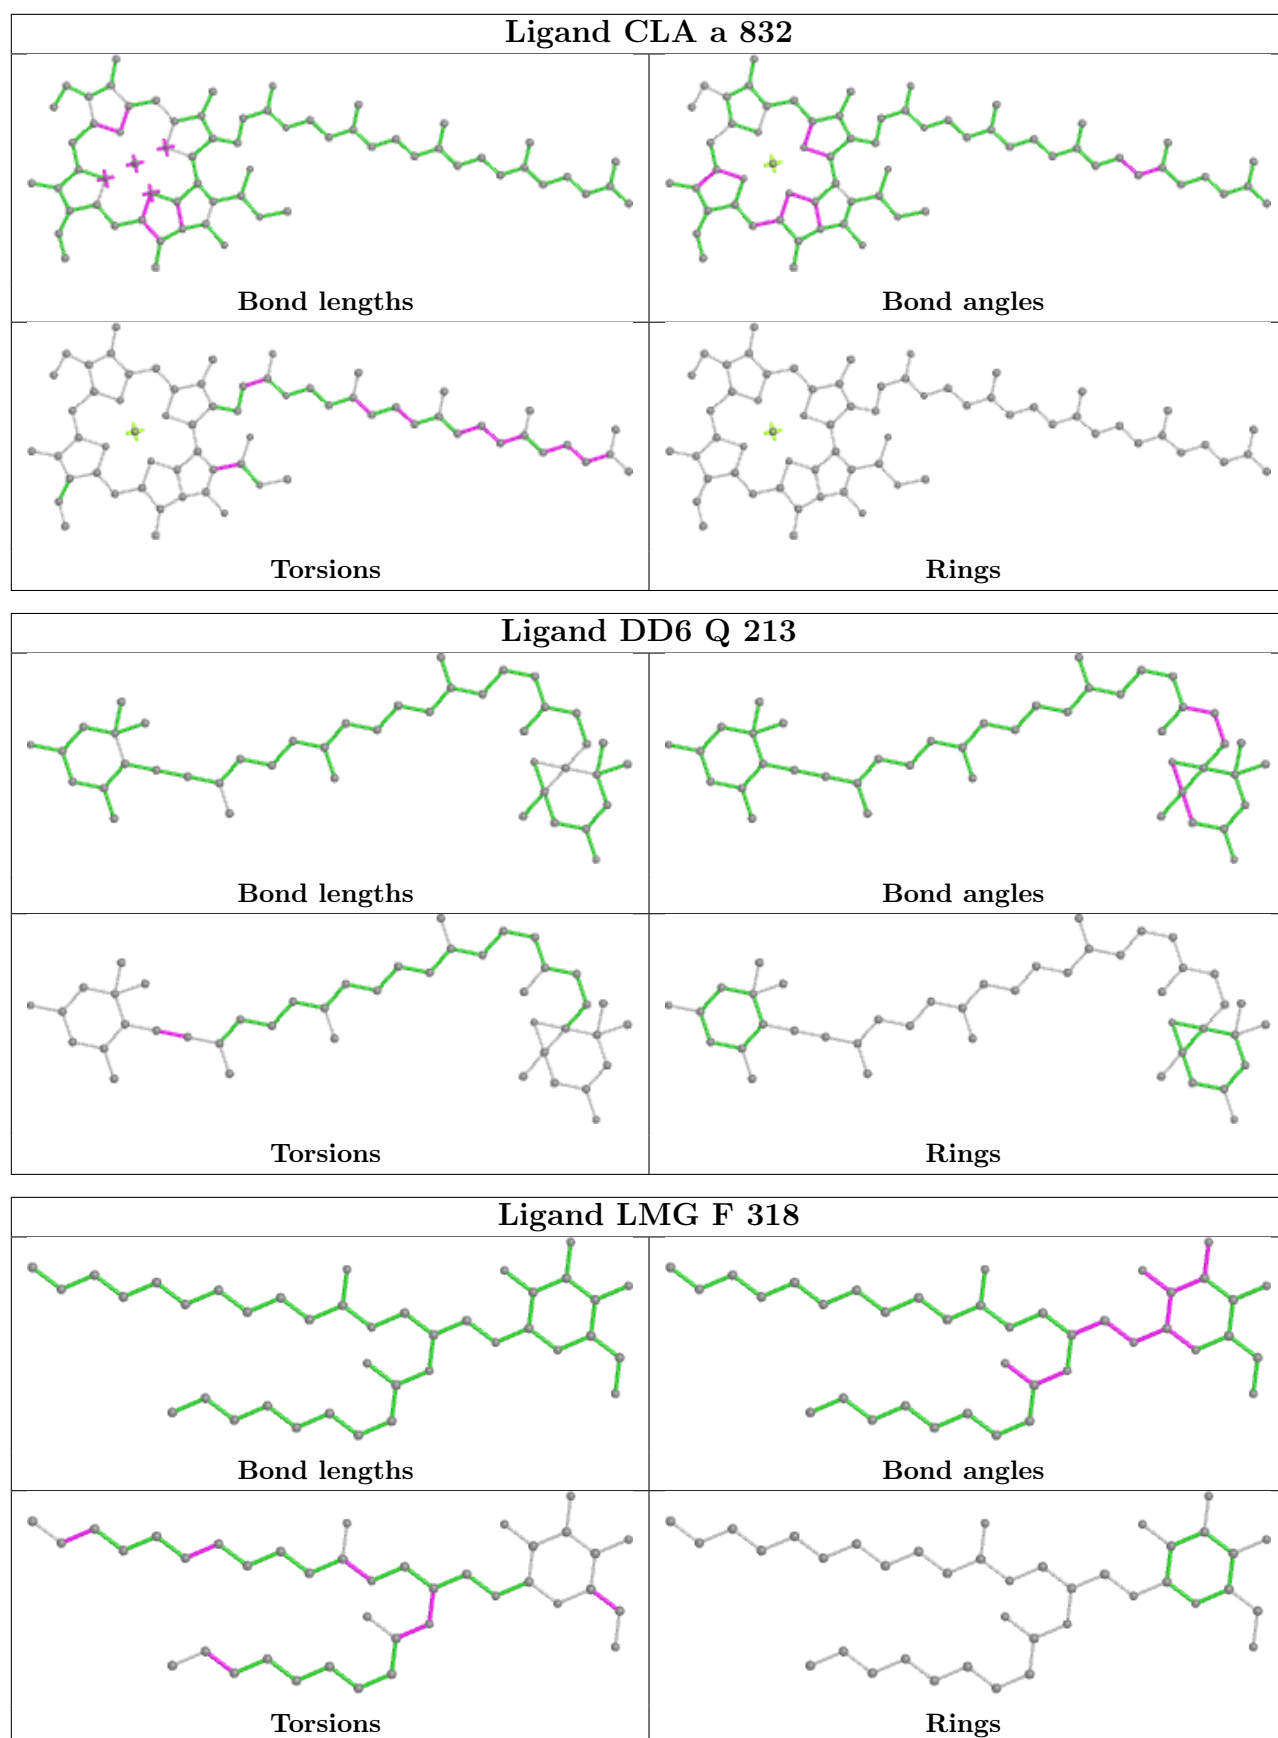 Ligand CLA a 832
Bond lengths
Bond angles
Torsions
Rings
Ligand DD6 Q 213
Bond lengths
Bond angles
Torsions
Rings
Ligand LMG F 318
Bond lengths
Bond angles
Torsions
Rings